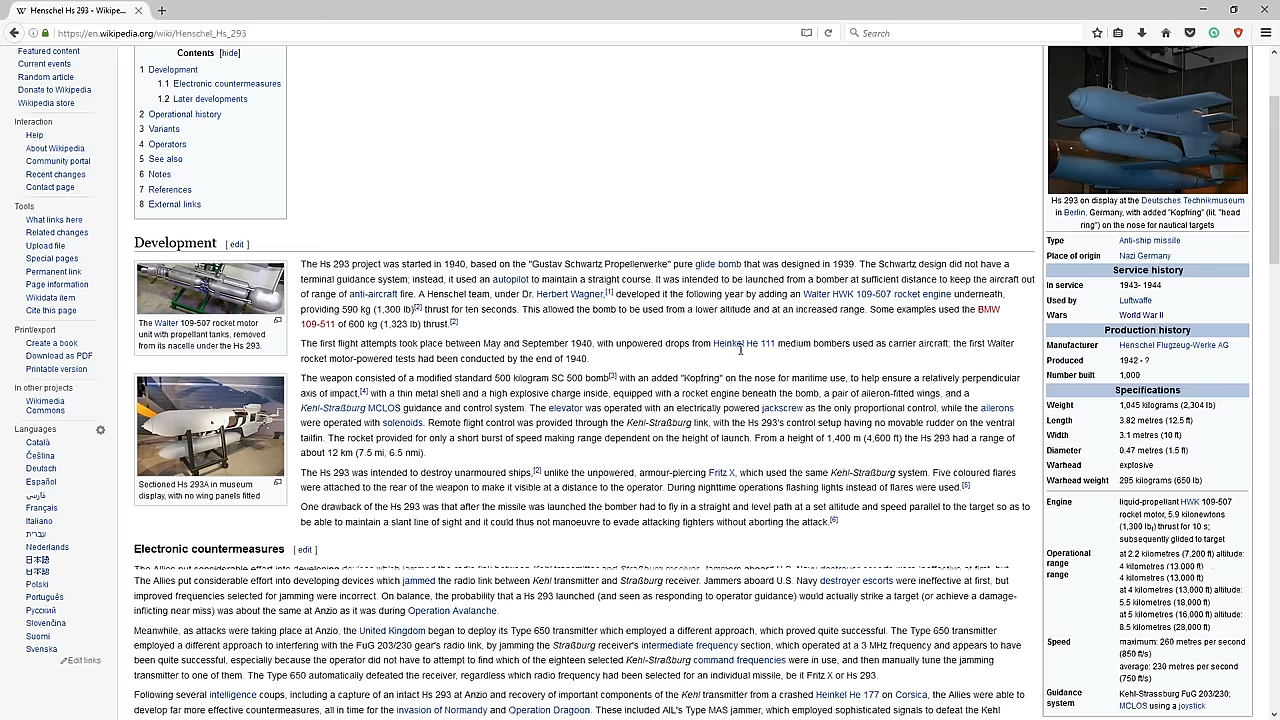 Henschel Hs 293 • Wikipe...
https://en.wikipedia.org/wiki/Henschel_Hs_293
Search
Featured content
Current events
Random article
Donate to Wikipedia
Wikipedia store
Interaction
Help
About Wikipedia
Community portal
Recent changes
Contact page
Tools
What links here
Related changes
Upload file
Special pages
Permanent link
Page information
Wikidata item
Cite this page
Print/export
Create a book
Download as PDF
Printable version
In other projects
Wikimedia
Commons
Languages
Català
Čeština
Deutsch
Español
فارسی
Français
Italiano
עברית
Nederlands
日本語
日本語
Polski
Português
Русский
Slovenčina
Suomi
Svenska
Edit links
Contents [hide]
1 Development
1.1 Electronic countermeasures
1.2 Later developments
2 Operational history
3 Variants
4 Operators
5 See also
6 Notes
7 References
8 External links
Development [ edit ]
The Walter 109-507 rocket motor
unit with propellant tanks, removed
from its nacelle under the Hs 293.
Sectioned Hs 293A in museum
display, with no wing panels fitted
The Hs 293 project was started in 1940, based on the "Gustav Schwartz Propellerwerke" pure glide bomb that was designed in 1939. The Schwartz design did not have a
terminal guidance system; instead, it used an autopilot to maintain a straight course. It was intended to be launched from a bomber at sufficient distance to keep the aircraft out
of range of anti-aircraft fire. A Henschel team, under Dr. Herbert Wagner,[1] developed it the following year by adding an Walter HWK 109-507 rocket engine underneath,
providing 590 kg (1,300 lb)[2] thrust for ten seconds. This allowed the bomb to be used from a lower altitude and at an increased range. Some examples used the BMW
109-511 of 600 kg (1,323 lb) thrust.[2]
The first flight attempts took place between May and September 1940, with unpowered drops from Heinkel He 111 medium bombers used as carrier aircraft; the first Walter
rocket motor-powered tests had been conducted by the end of 1940.
The weapon consisted of a modified standard 500 kilogram SC 500 bomb[3] with an added "Kopfring" on the nose for maritime use, to help ensure a relatively perpendicular
axis of impact,[4] with a thin metal shell and a high explosive charge inside, equipped with a rocket engine beneath the bomb, a pair of aileron-fitted wings, and a
Kehl-Straßburg MCLOS guidance and control system. The elevator was operated with an electrically powered jackscrew as the only proportional control, while the ailerons
were operated with solenoids. Remote flight control was provided through the Kehl-Straßburg link, with the Hs 293's control setup having no movable rudder on the ventral
tailfin. The rocket provided for only a short burst of speed making range dependent on the height of launch. From a height of 1,400 m (4,600 ft) the Hs 293 had a range of
about 12 km (7.5 mi; 6.5 nmi).
The Hs 293 was intended to destroy unarmoured ships,[2] unlike the unpowered, armour-piercing Fritz X, which used the same Kehl-Straßburg system. Five coloured flares
were attached to the rear of the weapon to make it visible at a distance to the operator. During nighttime operations flashing lights instead of flares were used.[5]
One drawback of the Hs 293 was that after the missile was launched the bomber had to fly in a straight and level path at a set altitude and speed parallel to the target so as to
be able to maintain a slant line of sight and it could thus not manoeuvre to evade attacking fighters without aborting the attack.[6]
Electronic countermeasures [ edit ]
The Allies put considerable effort into developing devices which jammed the radio link between Kehl transmitter and Straßburg receiver. Jammers aboard U.S. Navy destroyer escorts were ineffective at first, but
The Allies put considerable effort into developing devices which jammed the radio link between Kehl transmitter and Straßburg receiver. Jammers aboard U.S. Navy destroyer escorts were ineffective at first, but
improved frequencies selected for jamming were incorrect. On balance, the probability that a Hs 293 launched (and seen as responding to operator guidance) would actually strike a target (or achieve a damage-
inflicting near miss) was about the same at Anzio as it was during Operation Avalanche.
Meanwhile, as attacks were taking place at Anzio, the United Kingdom began to deploy its Type 650 transmitter which employed a different approach, which proved quite successful. The Type 650 transmitter
employed a different approach to interfering with the FuG 203/230 gear's radio link, by jamming the Straßburg receiver's intermediate frequency section, which operated at a 3 MHz frequency and appears to have
been quite successful, especially because the operator did not have to attempt to find which of the eighteen selected Kehl-Straßburg command frequencies were in use, and then manually tune the jamming
transmitter to one of them. The Type 650 automatically defeated the receiver, regardless which radio frequency had been selected for an individual missile, be it Fritz X or Hs 293.
Following several intelligence coups, including a capture of an intact Hs 293 at Anzio and recovery of important components of the Kehl transmitter from a crashed Heinkel He 177 on Corsica, the Allies were able to
develop far more effective countermeasures, all in time for the invasion of Normandy and Operation Dragoon. These included AIL's Type MAS jammer, which employed sophisticated signals to defeat the Kehl
Hs 293 on display at the Deutsches Technikmuseum
in Berlin, Germany, with added "Kopfring" (lit. "head
ring") on the nose for nautical targets
Type Anti-ship missile
Place of origin Nazi Germany
Service history
In service 1943- 1944
Used by Luftwaffe
Wars World War II
Production history
Manufacturer Henschel Flugzeug-Werke AG
Produced 1942 - ?
Number built 1,000
Specifications
Weight 1,045 kilograms (2,304 lb)
Length 3.82 metres (12.5 ft)
Width 3.1 metres (10 ft)
Diameter 0.47 metres (1.5 ft)
Warhead explosive
Warhead weight 295 kilograms (650 lb)
Engine liquid-propellant HWK 109-507
rocket motor, 5.9 kilonewtons
(1,300 lbf) thrust for 10 s;
subsequently glided to target
Operational at 2.2 kilometres (7,200 ft) altitude:
range 4 kilometres (13,000 ft)
range 4 kilometres (13,000 ft)
at 4 kilometres (13,000 ft) altitude:
5.5 kilometres (18,000 ft)
at 5 kilometres (16,000 ft) altitude:
8.5 kilometres (28,000 ft)
Speed maximum: 260 metres per second
(850 ft/s)
average: 230 metres per second
(750 ft/s)
Guidance Kehl-Strassburg FuG 203/230;
system MCLOS using a joystick